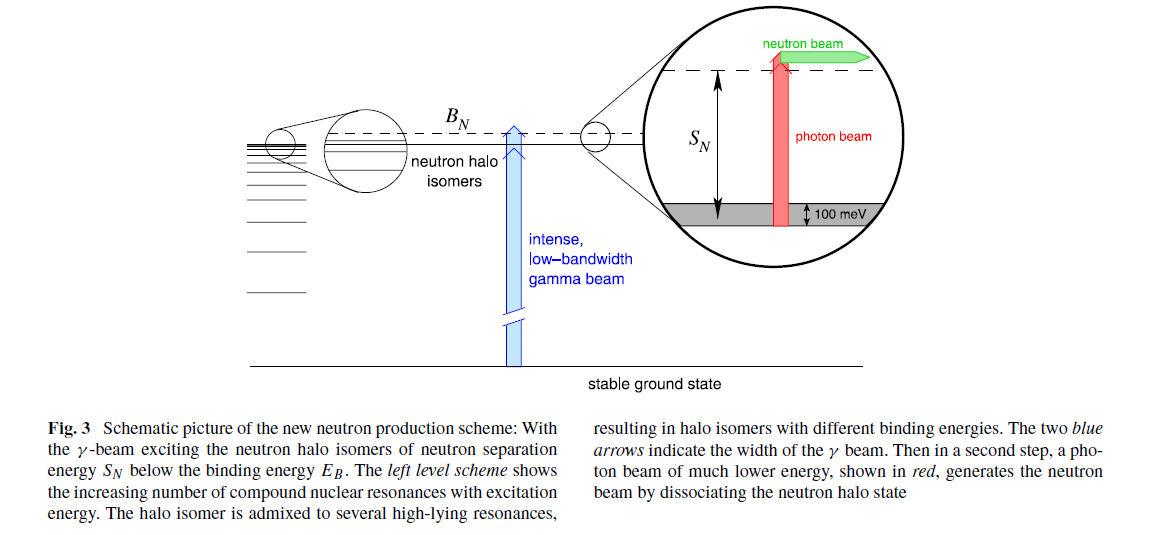 neutron beam
B_N
S_N
photon beam
neutron halo
isomers
100 meV
intense,
low–bandwidth
gamma beam
stable ground state
Fig. 3 Schematic picture of the new neutron production scheme: With
the γ-beam exciting the neutron halo isomers of neutron separation
energy S_N below the binding energy E_B. The left level scheme shows
the increasing number of compound nuclear resonances with excitation
energy. The halo isomer is admixed to several high-lying resonances,
resulting in halo isomers with different binding energies. The two blue
arrows indicate the width of the γ beam. Then in a second step, a pho-
ton beam of much lower energy, shown in red, generates the neutron
beam by dissociating the neutron halo state